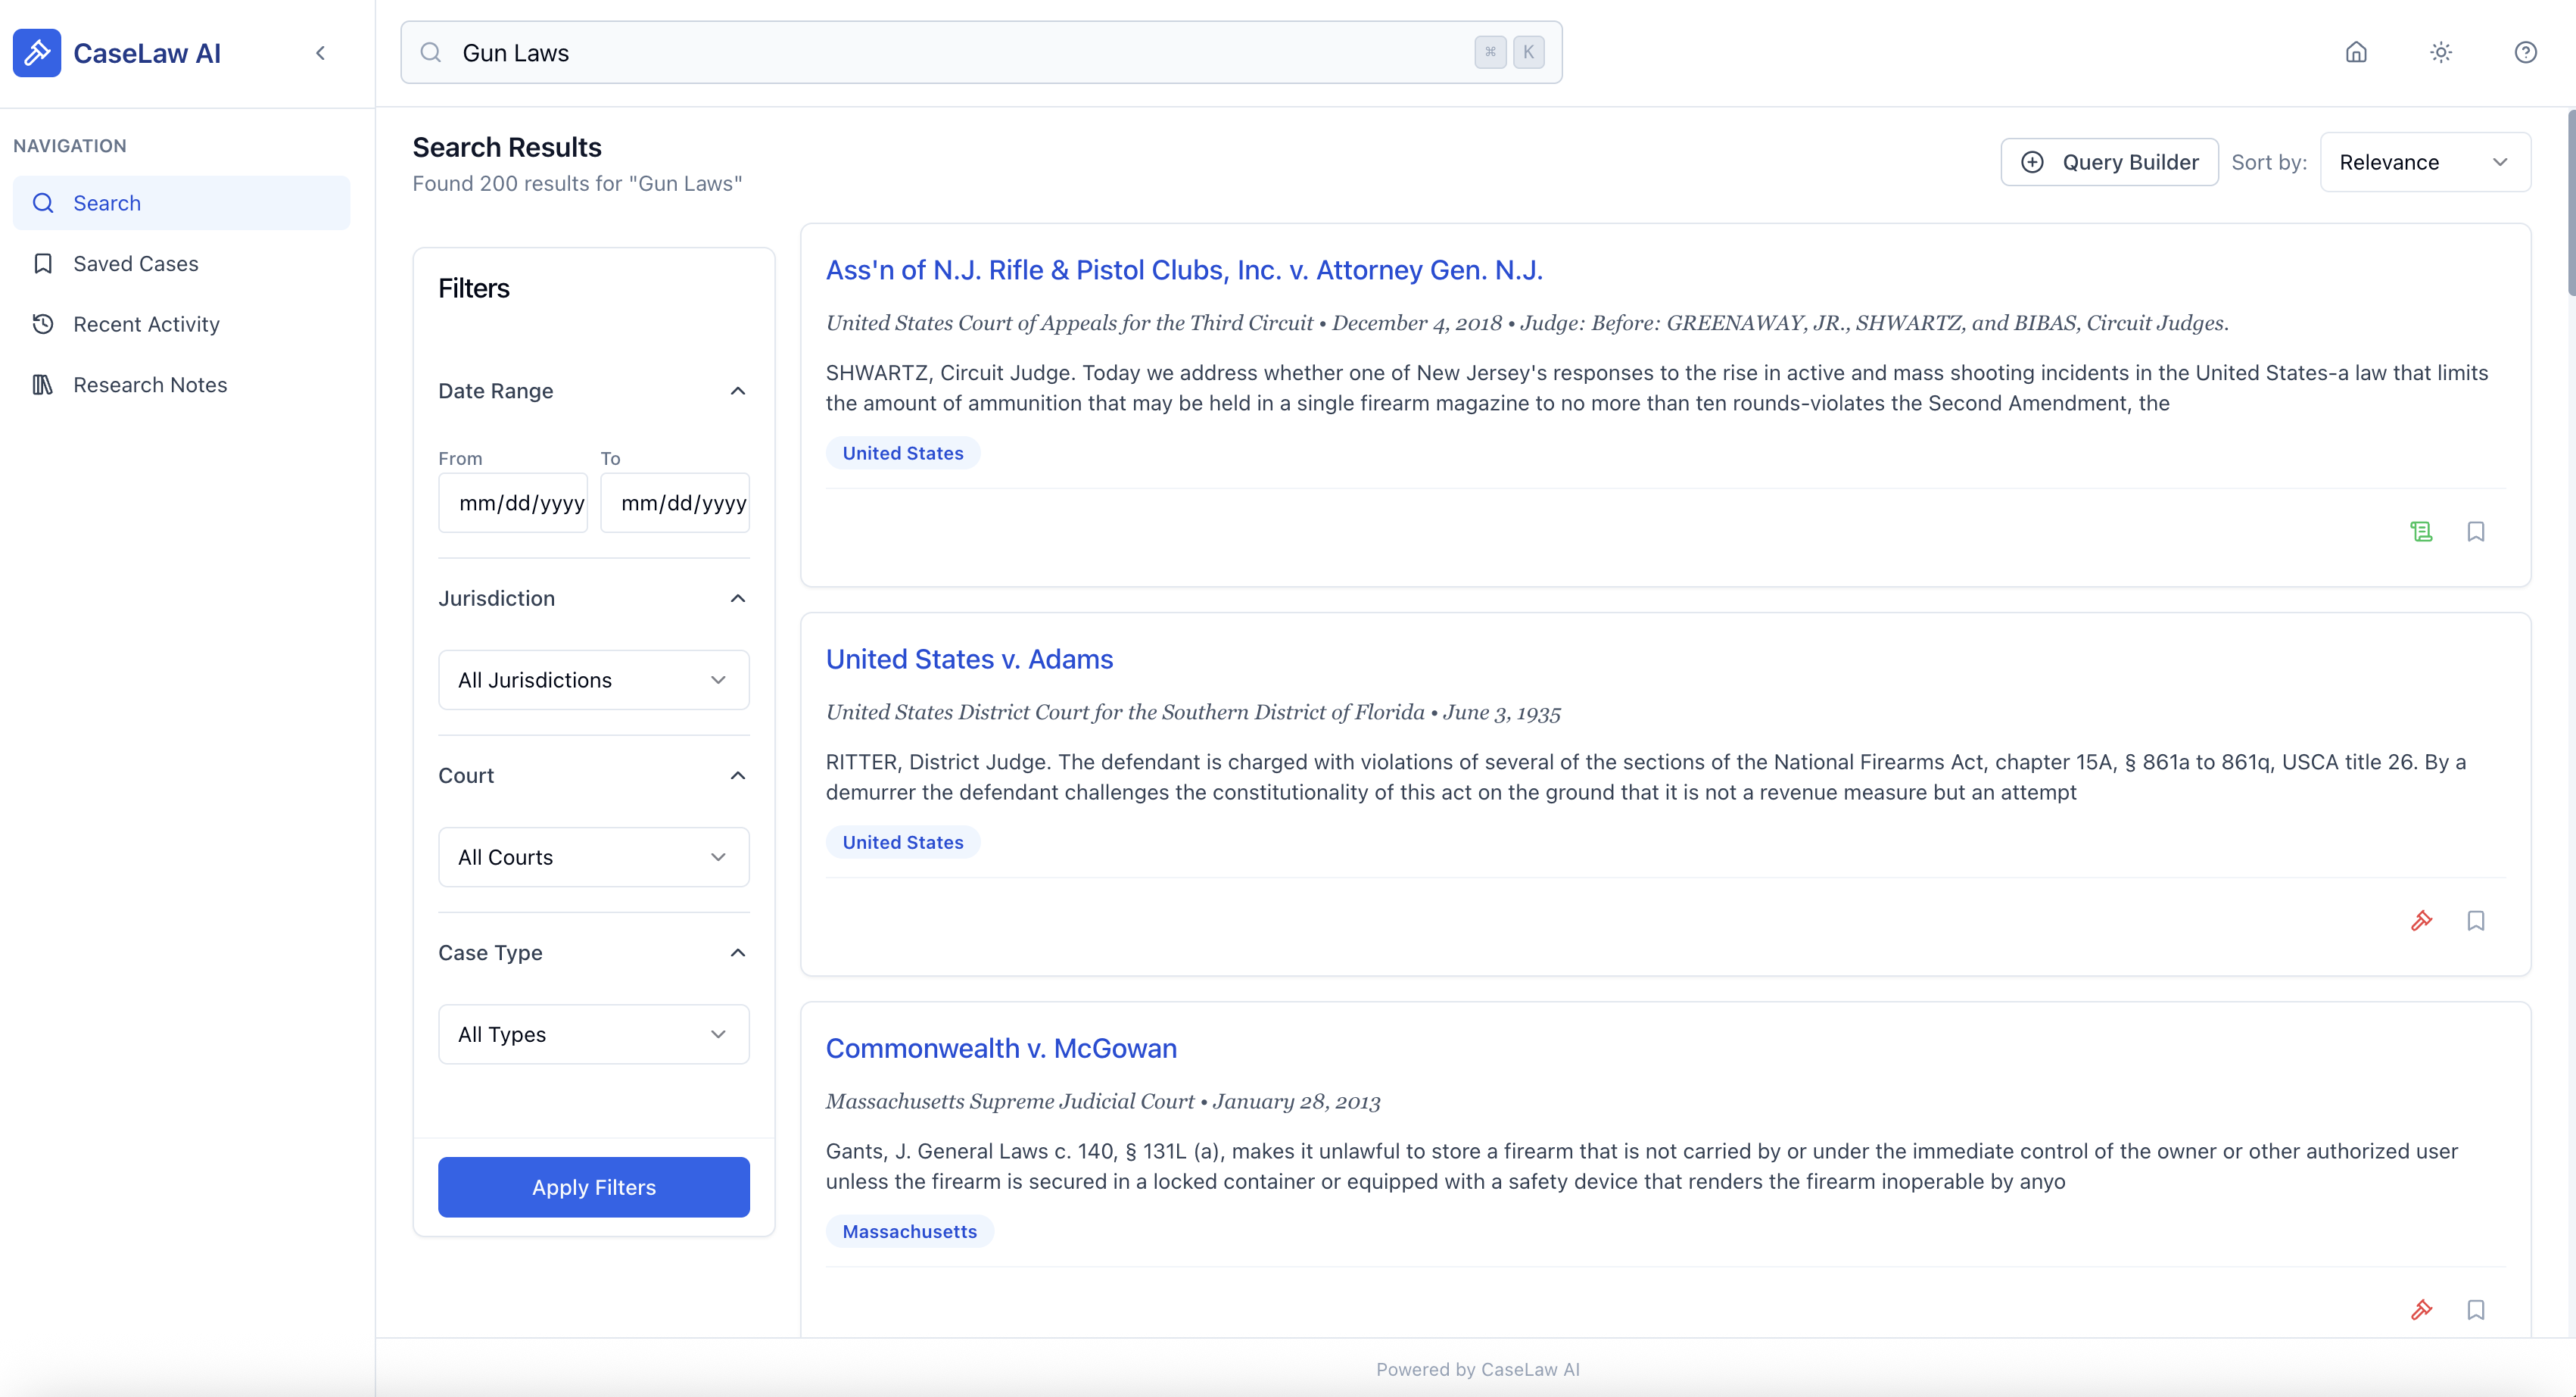 CaseLaw AI
Gun Laws
⌘ K
NAVIGATION
Search
Saved Cases
Recent Activity
Research Notes
Search Results
Found 200 results for "Gun Laws"
Query Builder
Sort by:
Relevance
Filters
Date Range
From To
mm/dd/yyyy mm/dd/yyyy
Jurisdiction
All Jurisdictions
Court
All Courts
Case Type
All Types
Apply Filters
Ass'n of N.J. Rifle & Pistol Clubs, Inc. v. Attorney Gen. N.J.
United States Court of Appeals for the Third Circuit • December 4, 2018 • Judge: Before: GREENAWAY, JR., SHWARTZ, and BIBAS, Circuit Judges.
SHWARTZ, Circuit Judge. Today we address whether one of New Jersey's responses to the rise in active and mass shooting incidents in the United States-a law that limits
the amount of ammunition that may be held in a single firearm magazine to no more than ten rounds-violates the Second Amendment, the
United States
United States v. Adams
United States District Court for the Southern District of Florida • June 3, 1935
RITTER, District Judge. The defendant is charged with violations of several of the sections of the National Firearms Act, chapter 15A, § 861a to 861q, USCA title 26. By a
demurrer the defendant challenges the constitutionality of this act on the ground that it is not a revenue measure but an attempt
United States
Commonwealth v. McGowan
Massachusetts Supreme Judicial Court • January 28, 2013
Gants, J. General Laws c. 140, § 131L (a), makes it unlawful to store a firearm that is not carried by or under the immediate control of the owner or other authorized user
unless the firearm is secured in a locked container or equipped with a safety device that renders the firearm inoperable by anyo
Massachusetts
Powered by CaseLaw AI